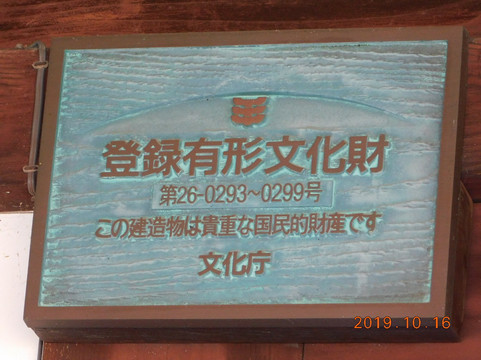 登録有形文化財
第26-0293~0299号
この建造物は貴重な国民的財産です
文化庁
2019.10.16